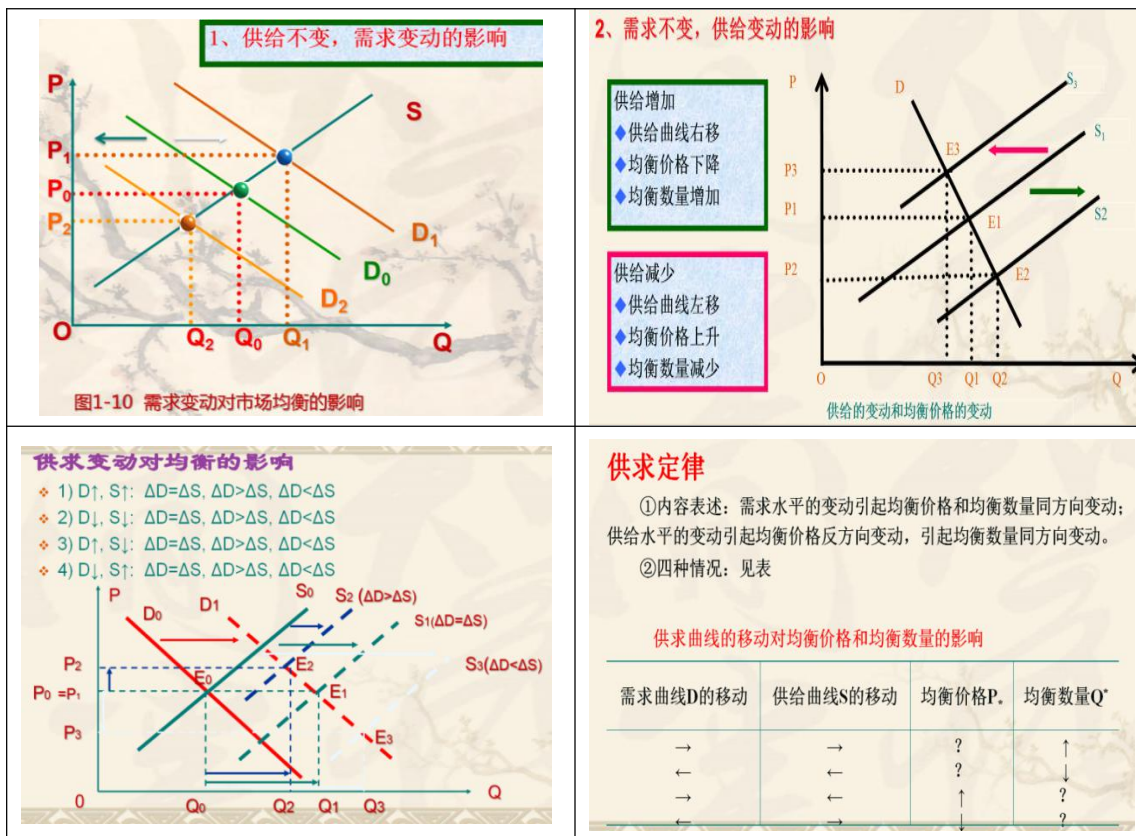 1、供给不变，需求变动的影响
P
S
P₁
P₀
P₂
D₁
D₀
D₂
O
Q₂
Q₀
Q₁
Q
图1-10 需求变动对市场均衡的影响
2、需求不变，供给变动的影响
供给增加
◆供给曲线右移
◆均衡价格下降
◆均衡数量增加
供给减少
◆供给曲线左移
◆均衡价格上升
◆均衡数量减少
P
D
S₃
S₁
S2
E3
P3
P1
E1
P2
E2
O
Q3
Q1
Q2
Q
供给的变动和均衡价格的变动
供求变动对均衡的影响
1) D↑, S↑: ΔD=ΔS, ΔD>ΔS, ΔD<ΔS
2) D↓, S↓: ΔD=ΔS, ΔD>ΔS, ΔD<ΔS
3) D↑, S↓: ΔD=ΔS, ΔD>ΔS, ΔD<ΔS
4) D↓, S↑: ΔD=ΔS, ΔD>ΔS, ΔD<ΔS
P
D₀
D1
S₀
S₂ (ΔD>ΔS)
S₁(ΔD=ΔS)
S₃(ΔD<ΔS)
P₂
E₂
E₀
P₀ =P₁
E₁
P₃
E₃
0
Q₀
Q₂
Q₁
Q₃
Q
供求定律
①内容表述：需求水平的变动引起均衡价格和均衡数量同方向变动；
供给水平的变动引起均衡价格反方向变动，引起均衡数量同方向变动。
②四种情况：见表
供求曲线的移动对均衡价格和均衡数量的影响
需求曲线D的移动 供给曲线S的移动 均衡价格P* 均衡数量Q*
→ → ? ↑
← ← ? ↓
→ ← ↑ ?
← → ↓ ?